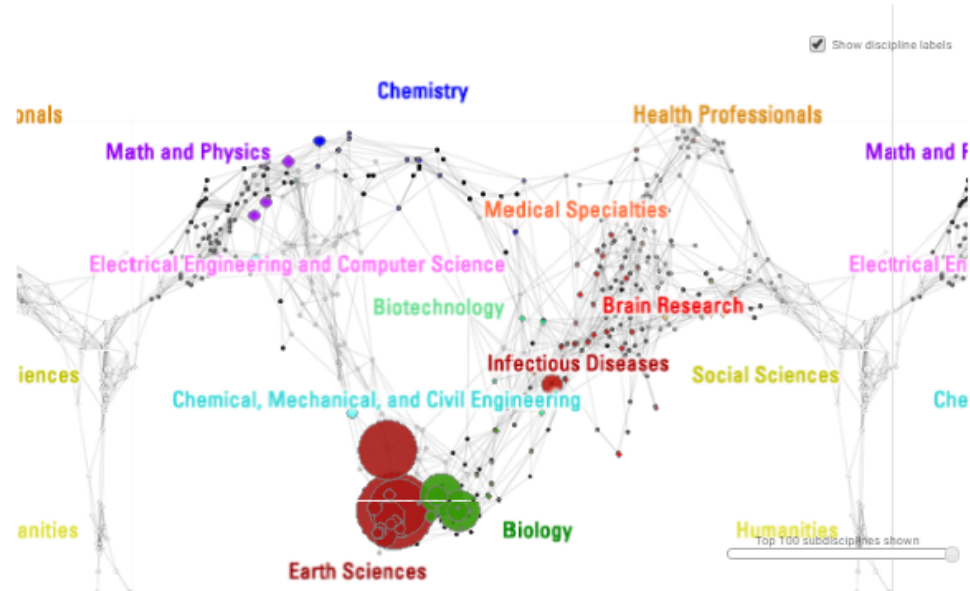 Show discipline labels
Chemistry
onals
Health Professionals
Math and Physics
Math and F
Medical Specialties
Electrical Engineering and Computer Science
Electrical En
Biotechnology
Brain Research
Infectious Diseases
iences
Social Sciences
Chemical, Mechanical, and Civil Engineering
Che
anities
Biology
Humanities
Top 100 subdisciplines shown
Earth Sciences